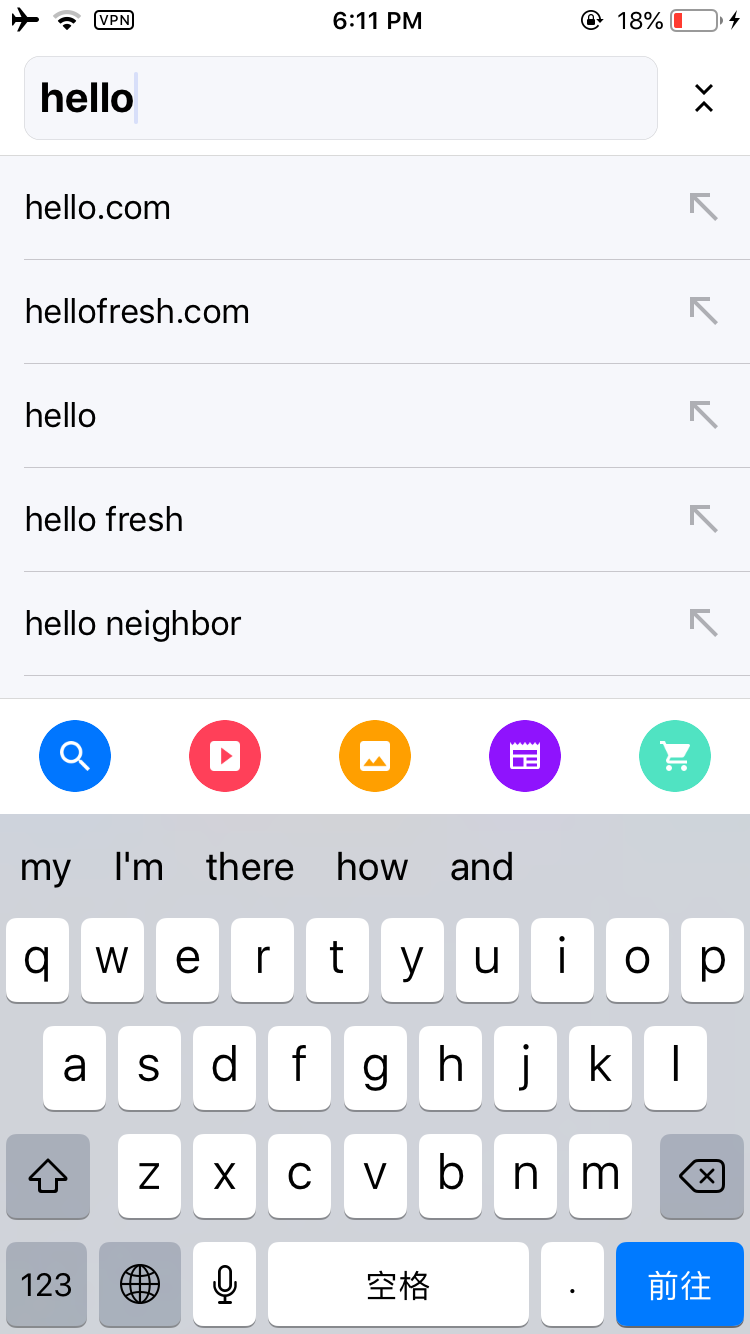 VPN 6:11 PM 18%
hello
hello.com
hellofresh.com
hello
hello fresh
hello neighbor
my I'm there how and
q w e r t y u i o p
a s d f g h j k l
z x c v b n m
123 空格 . 前往